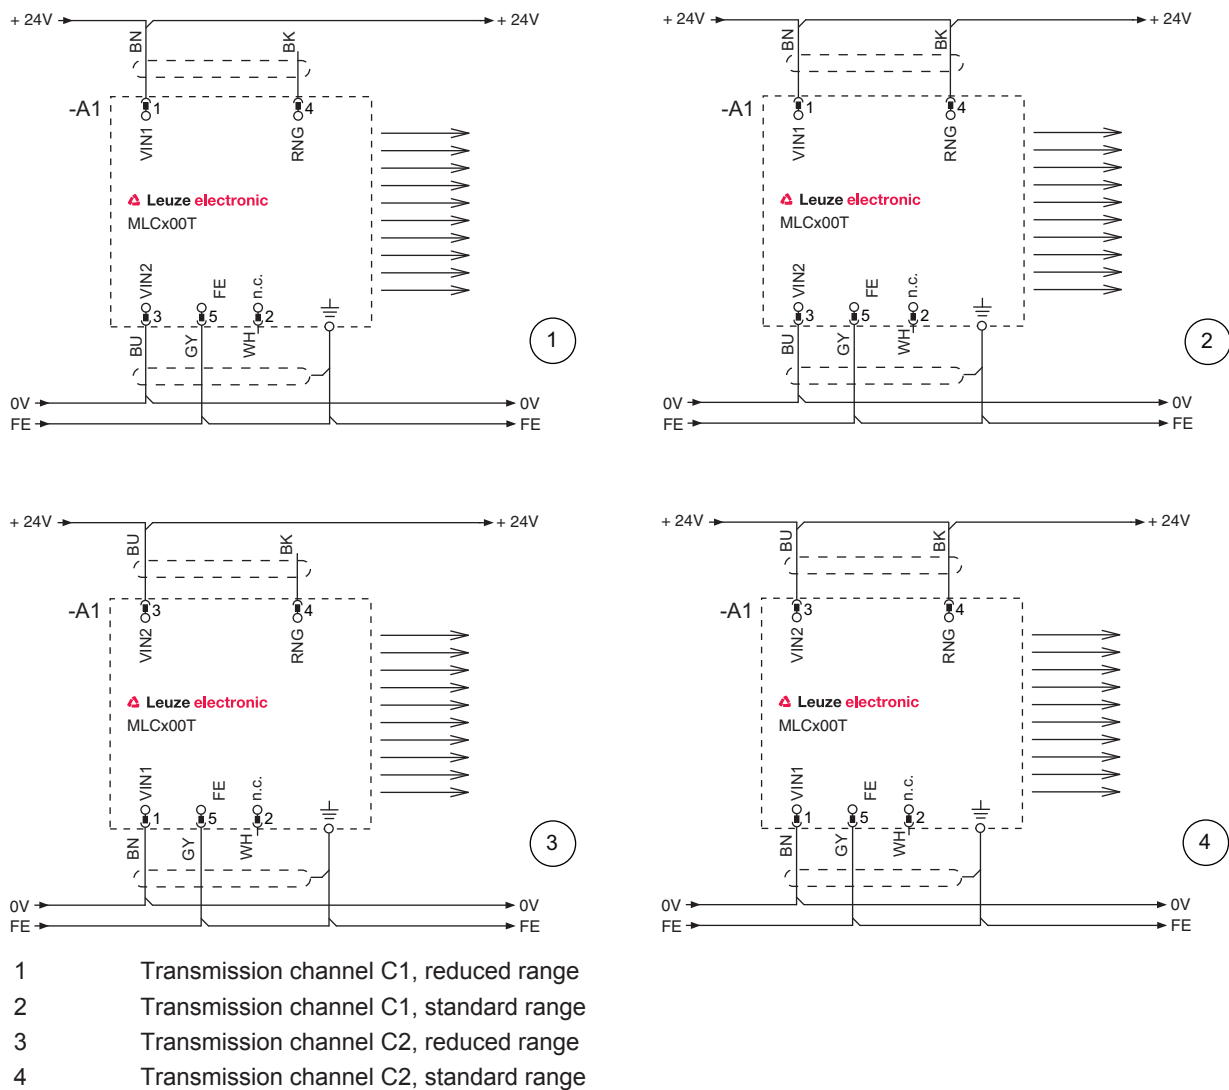 + 24V + 24V
BN BK
-A1 1 4
VIN1 RNG
Leuze electronic
MLCx00T
VIN2 FE n.c.
3 5 2
BU GY WH
1
0V 0V
FE FE
+ 24V + 24V
BN BK
-A1 1 4
VIN1 RNG
Leuze electronic
MLCx00T
VIN2 FE n.c.
3 5 2
BU GY WH
2
0V 0V
FE FE
+ 24V + 24V
BU BK
-A1 3 4
VIN2 RNG
Leuze electronic
MLCx00T
VIN1 FE n.c.
1 5 2
BN GY WH
3
0V 0V
FE FE
+ 24V + 24V
BU BK
-A1 3 4
VIN2 RNG
Leuze electronic
MLCx00T
VIN1 FE n.c.
1 5 2
BN GY WH
4
0V 0V
FE FE
1 Transmission channel C1, reduced range
2 Transmission channel C1, standard range
3 Transmission channel C2, reduced range
4 Transmission channel C2, standard range